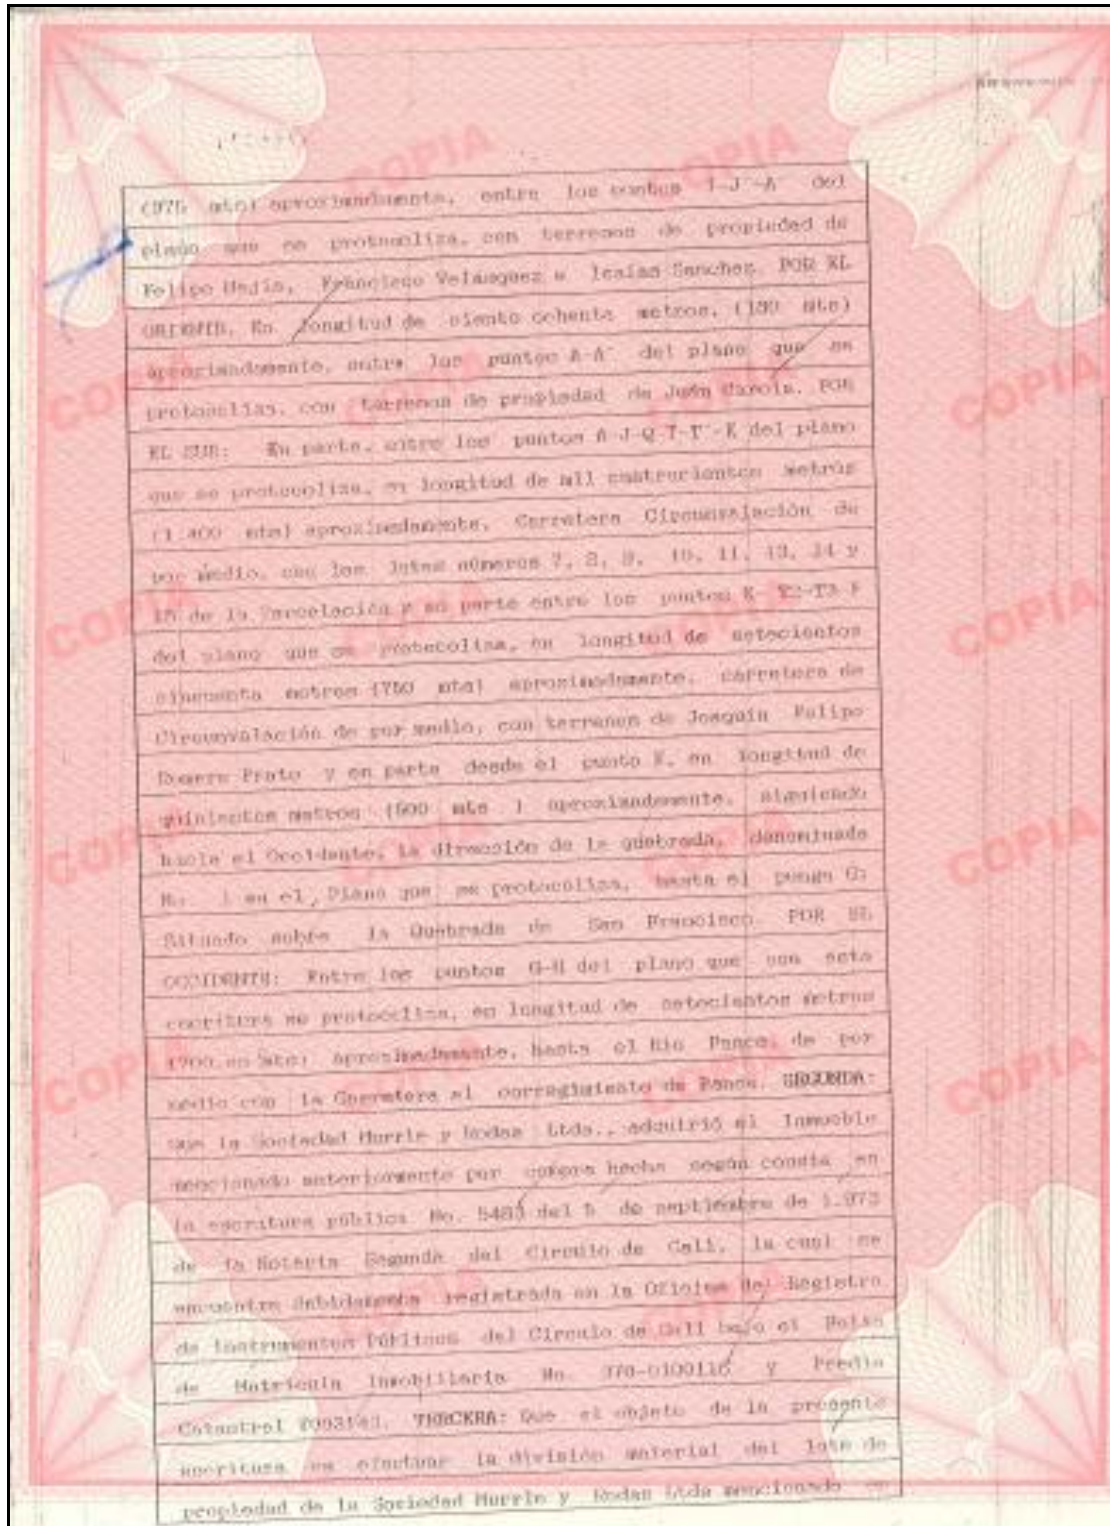 aproximadamente, entre los puntos I-J'-A del
plano que se protocoliza, con terrenos de propiedad de
Felipe Mejía, Francisco Velasquez e Isaías Sanchez. POR EL
ORIENTE. En longitud de ciento ochenta metros, (180 mts)
aproximadamente, entre los puntos A-A' del plano que se
protocoliza, con terrenos de propiedad de Juán García. POR
EL SUR: En parte, entre los puntos A-J-Q-T-T'-K del plano
que se protocoliza, en longitud de mil cuatrocientos metros
(1.400 mts) aproximadamente, Carretera Circunvalación de
por medio, con los lotes números 7, 8, 9, 10, 11, 13, 14 y
15 de la Parcelación y en parte entre los puntos K
del plano que se protocoliza, en longitud de setecientos
cincuenta metros (750 mts) aproximadamente, carretera de
Circunvalación de por medio, con terrenos de Joaquín Felipe
Romero Prato y en parte desde el punto en longitud de
quinientos metros (500 mts ) aproximadamente, siguiendo
hacia el Occidente, la dirección de la quebrada, denominada
No. 1 en el Plano que se protocoliza, hasta el
Situado sobre la Quebrada de San Francisco. POR EL
OCCIDENTE: Entre los puntos G-H del plano que con esta
escritura se protocoliza, en longitud de setecientos metros
aproximadamente, hasta el Río Pance, de por
medio con la Carretera al corregimiento de Pance. SEGUNDA:
Que la Sociedad Murrle y Rodas Ltda., adquirió el Inmueble
mencionado anteriormente por compra hecha según consta en
la escritura pública No. 5483 del 5 de septiembre de 1.973
de la Notaría Segunda del Circulo de Cali, la cual se
encuentra debidamente registrada en la Oficina de Registro
de Instrumentos Públicos del Circulo de Cali bajo el
de Matricula Inmobiliaria No. 370-0100116 y Predio
Catastral TERCERA: Que el objeto de la presente
escritura es efectuar la división material del lote de
propiedad de la Sociedad Murrle y Rodas Ltda mencionado
COPIA